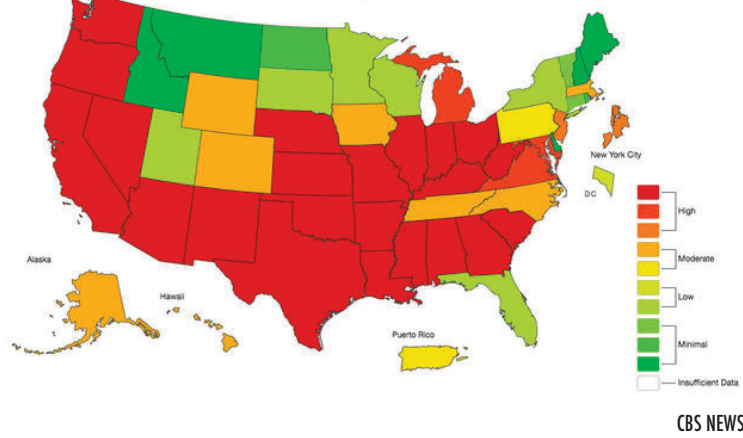 New York City
DC
High
Moderate
Low
Minimal
Insufficient Data
Alaska
Hawaii
Puerto Rico
CBS NEWS